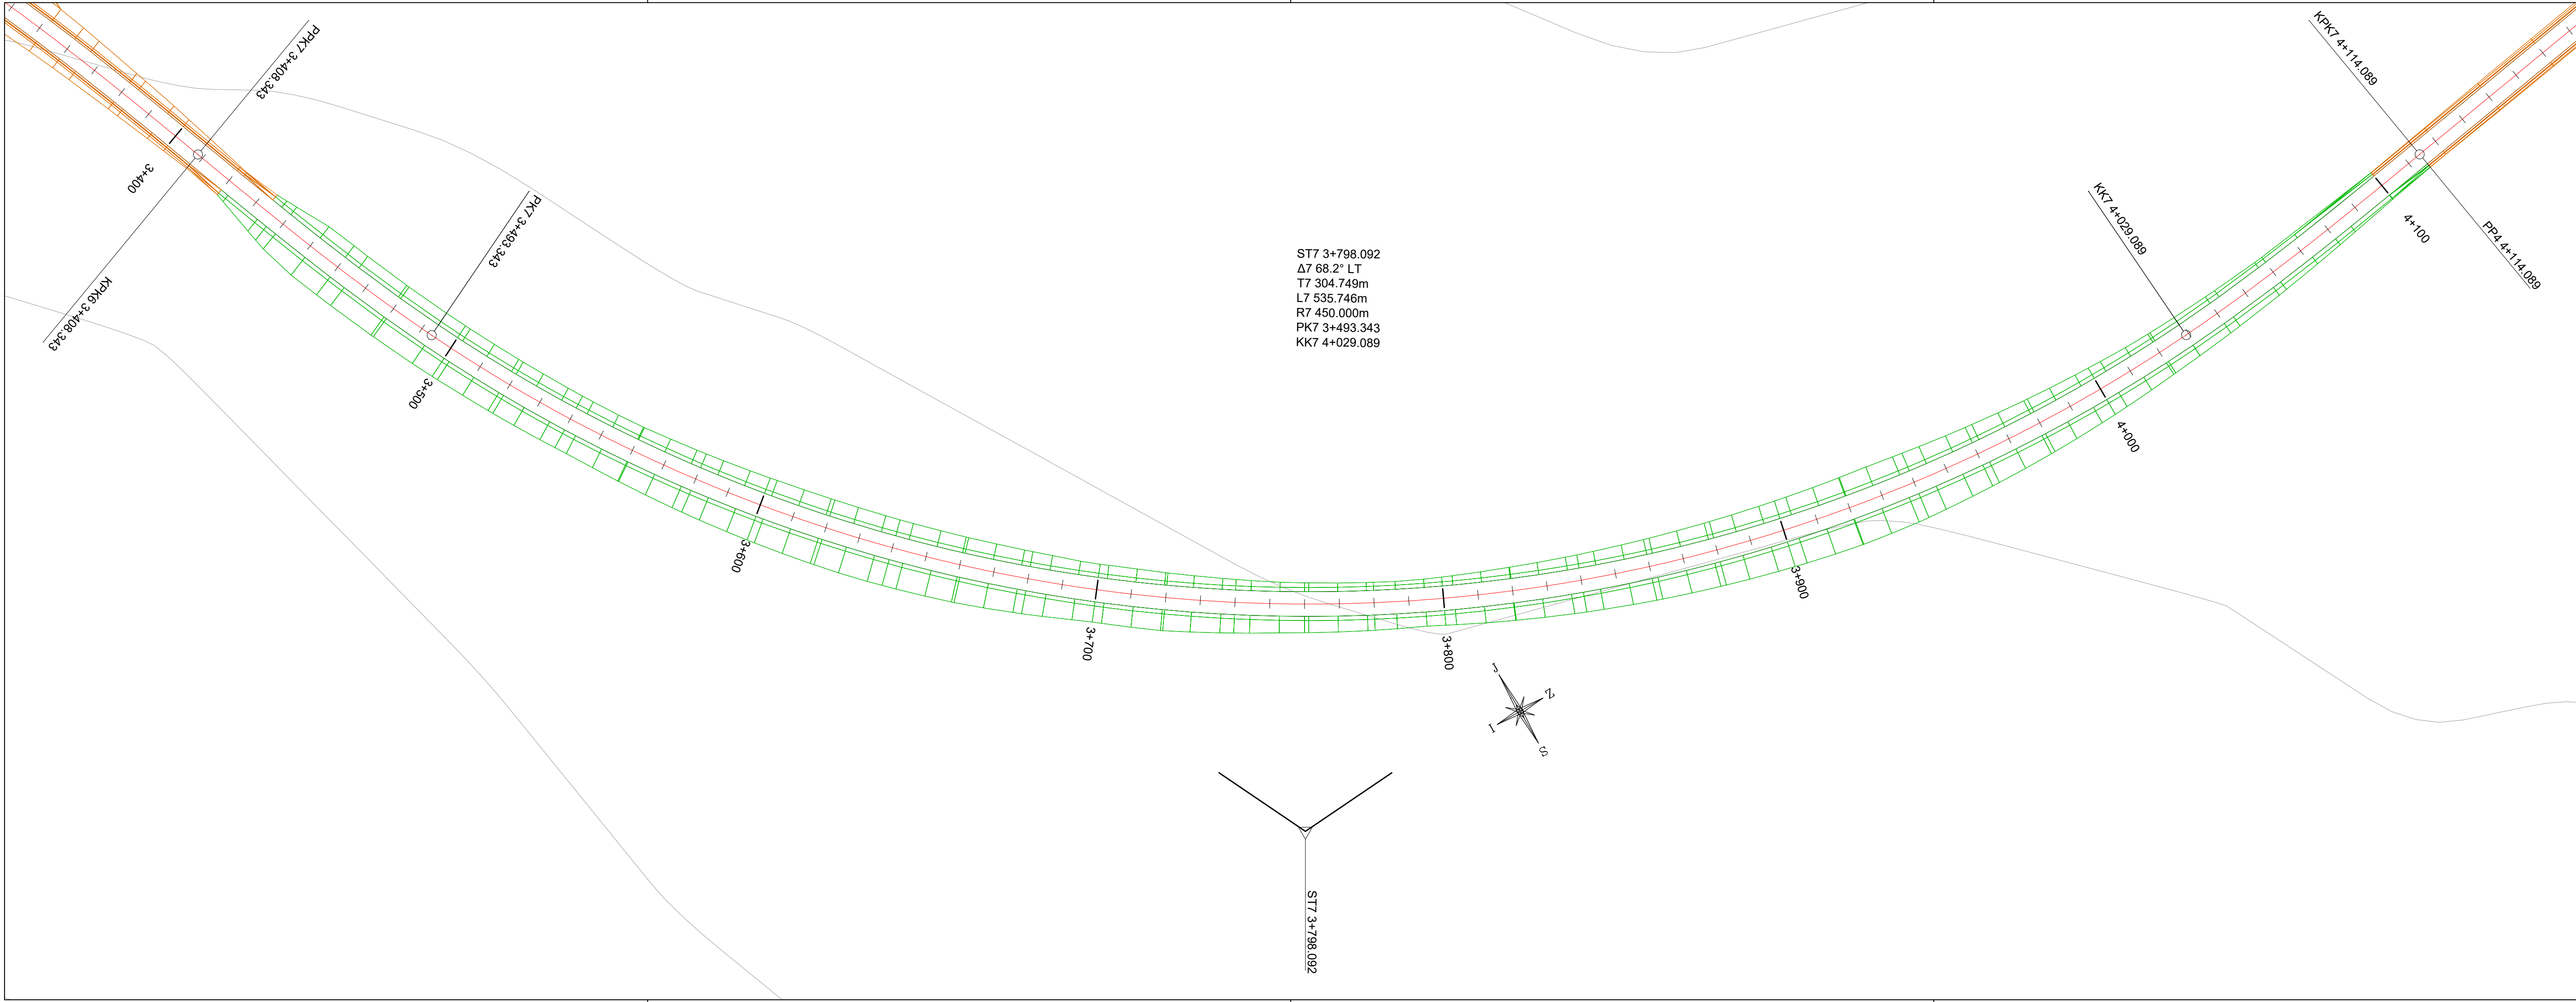 PPK7 3+408.343
KPK6 3+408.343
3+400
PK7 3+493.343
3+500
3+600
3+700
3+800
3+900
4+000
4+100
ST7 3+798.092
Δ7 68.2° LT
T7 304.749m
L7 535.746m
R7 450.000m
PK7 3+493.343
KK7 4+029.089
KK7 4+029.089
KPK7 4+114.089
PP4 4+114.089
J
Z
I
S
ST7 3+798.092